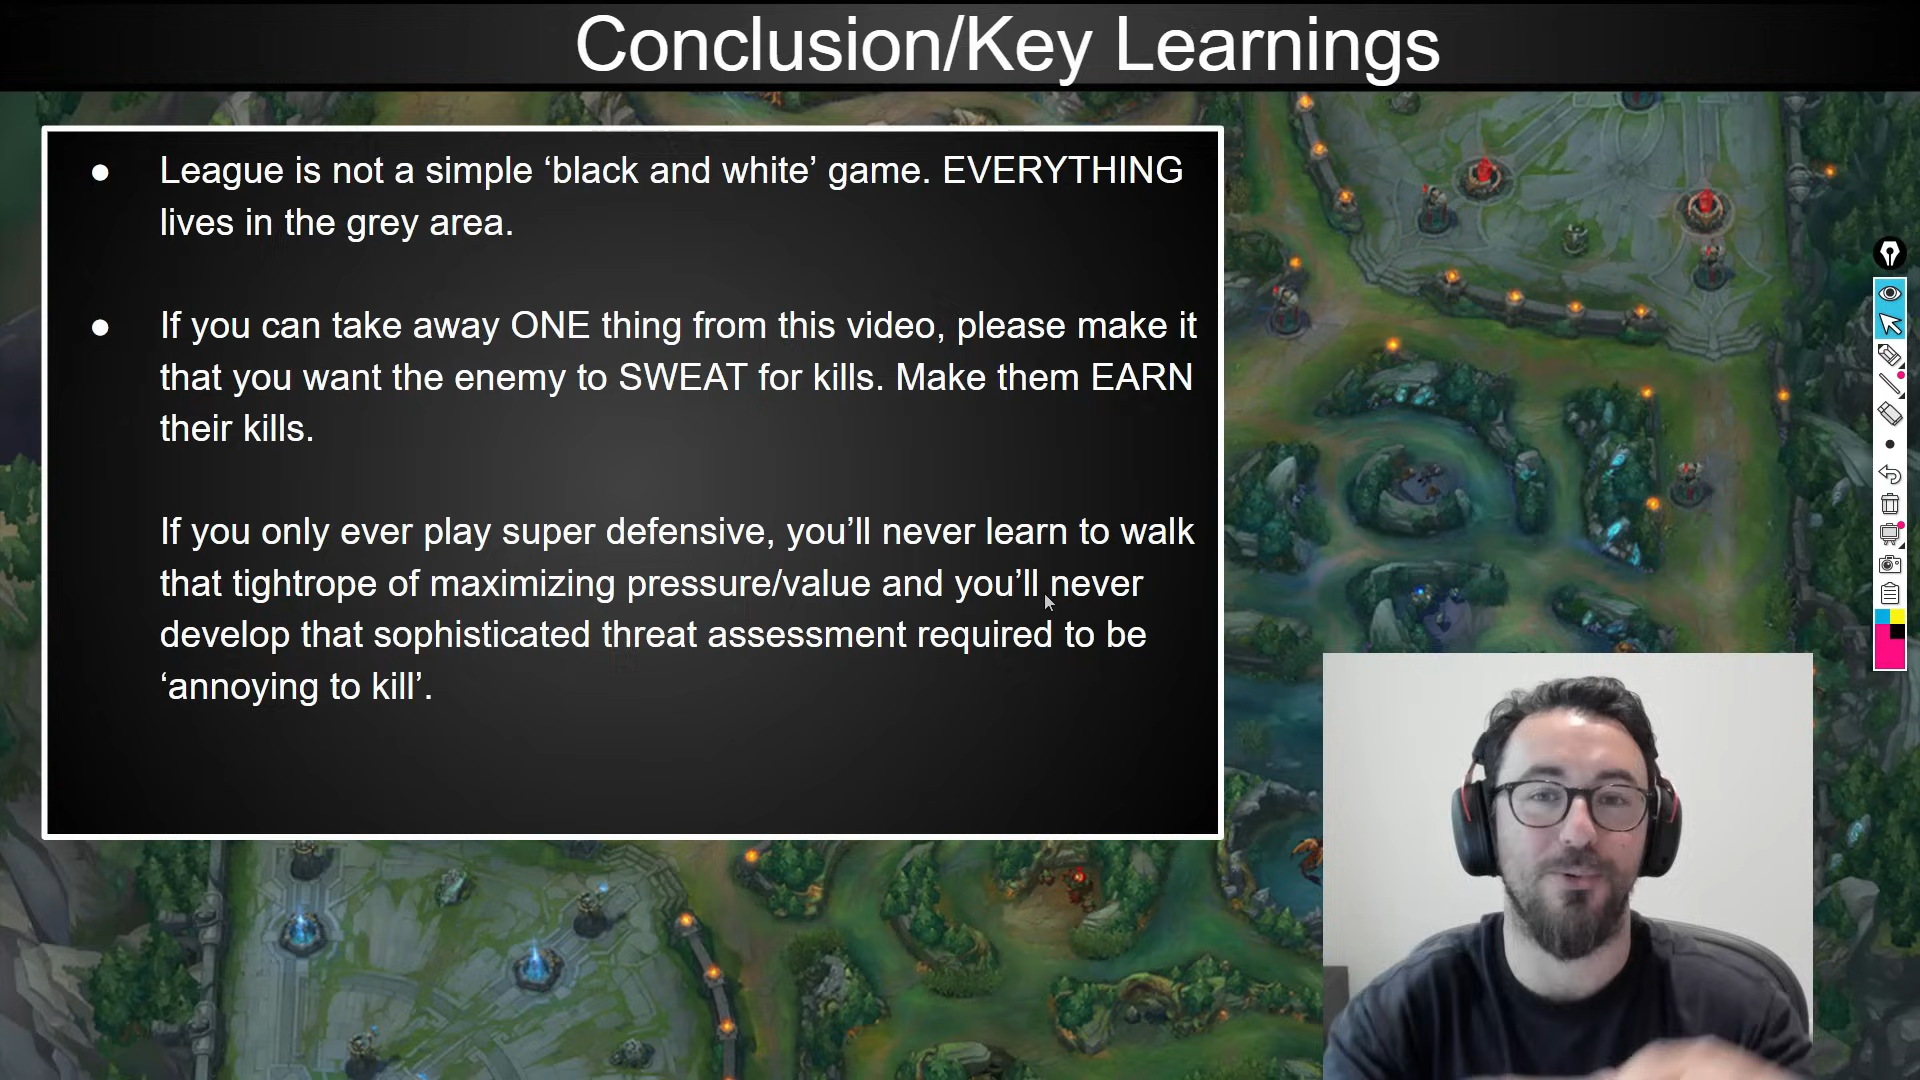 Conclusion/Key Learnings
● League is not a simple ‘black and white’ game. EVERYTHING
lives in the grey area.
● If you can take away ONE thing from this video, please make it
that you want the enemy to SWEAT for kills. Make them EARN
their kills.
If you only ever play super defensive, you’ll never learn to walk
that tightrope of maximizing pressure/value and you’ll never
develop that sophisticated threat assessment required to be
‘annoying to kill’.